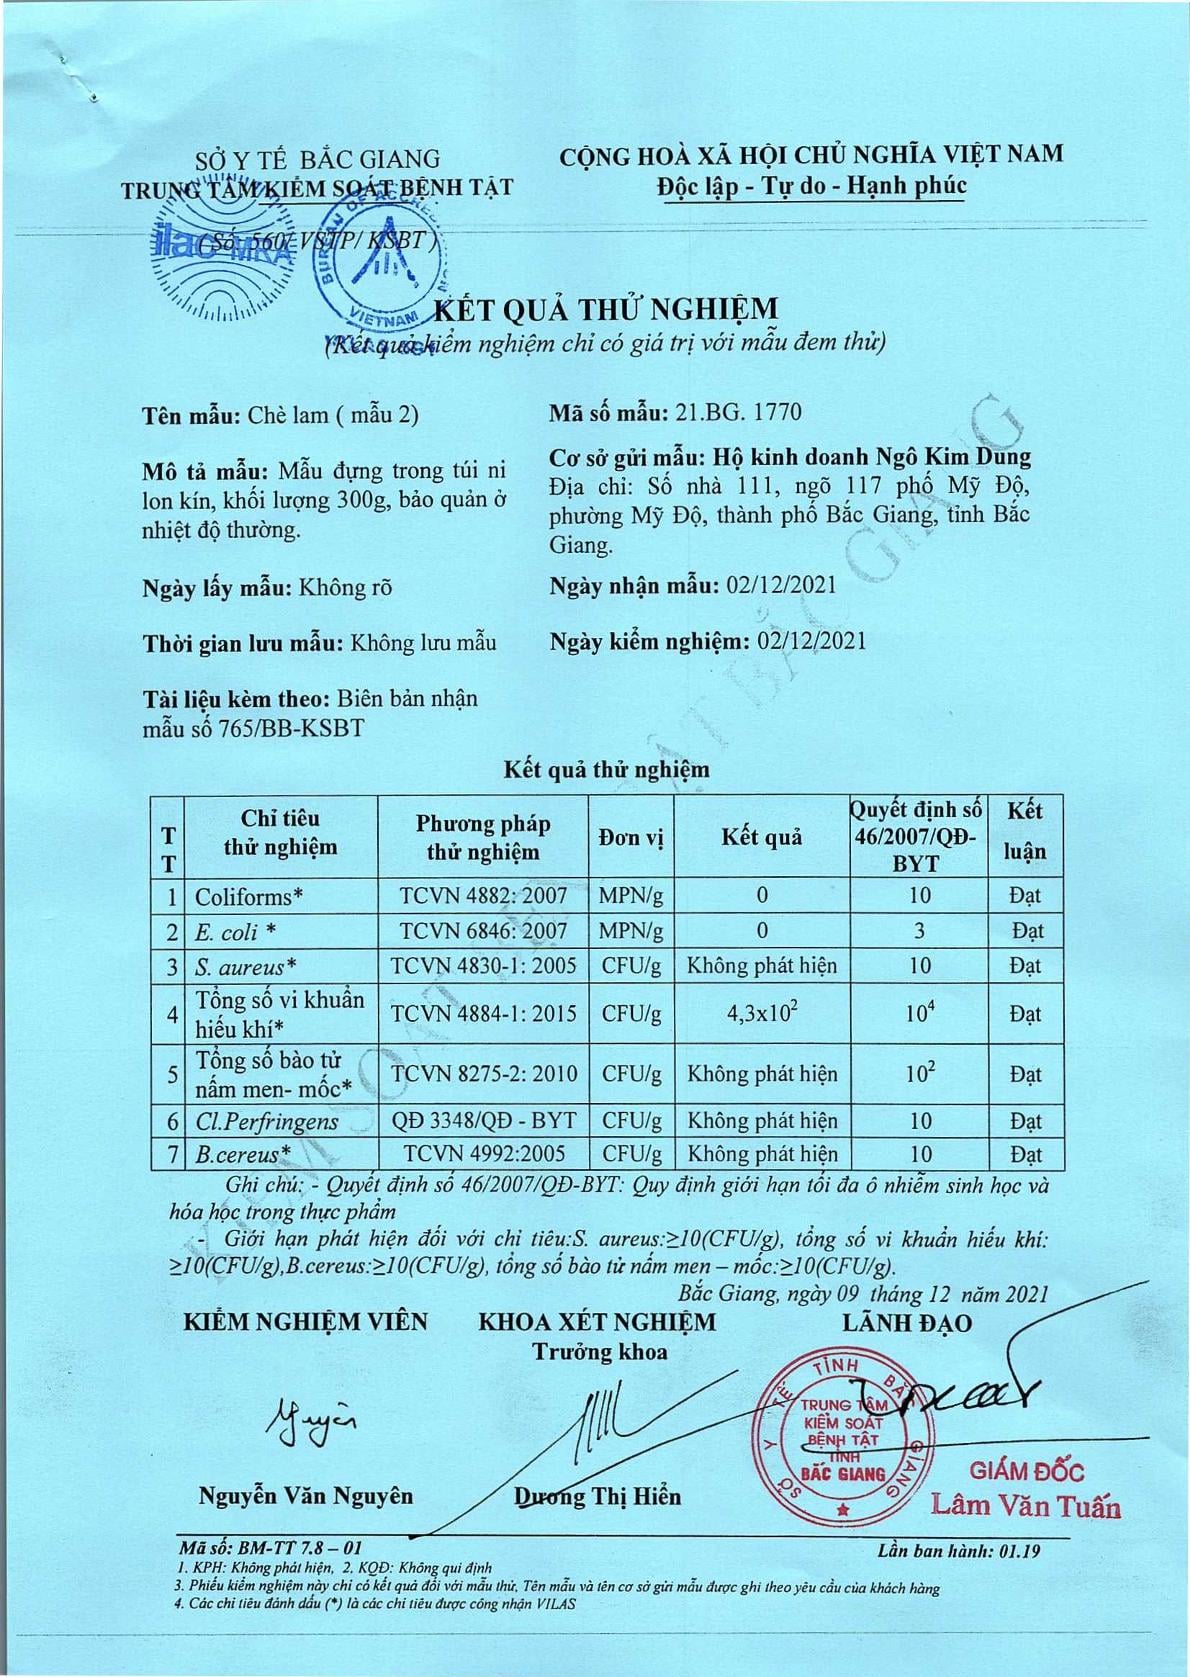 SỞ Y TẾ BẮC GIANG
TRUNG TÂM KIỂM SOÁT BỆNH TẬT
CỘNG HOÀ XÃ HỘI CHỦ NGHĨA VIỆT NAM
Độc lập - Tự do - Hạnh phúc
ilac-MRA
(Số: 560/ VSTP/ KSBT)
BUREAU OF ACCREDITATION
VIETNAM
KẾT QUẢ THỬ NGHIỆM
(Kết quả kiểm nghiệm chỉ có giá trị với mẫu đem thử)
Tên mẫu: Chè lam ( mẫu 2)
Mã số mẫu: 21.BG. 1770
Mô tả mẫu: Mẫu đựng trong túi ni
lon kín, khối lượng 300g, bảo quản ở
nhiệt độ thường.
Cơ sở gửi mẫu: Hộ kinh doanh Ngô Kim Dung
Địa chỉ: Số nhà 111, ngõ 117 phố Mỹ Độ,
phường Mỹ Độ, thành phố Bắc Giang, tỉnh Bắc
Giang.
Ngày lấy mẫu: Không rõ
Ngày nhận mẫu: 02/12/2021
Thời gian lưu mẫu: Không lưu mẫu
Ngày kiểm nghiệm: 02/12/2021
Tài liệu kèm theo: Biên bản nhận
mẫu số 765/BB-KSBT
Kết quả thử nghiệm
TT Chỉ tiêu thử nghiệm Phương pháp thử nghiệm Đơn vị Kết quả Quyết định số 46/2007/QĐ-BYT Kết luận
1 Coliforms* TCVN 4882: 2007 MPN/g 0 10 Đạt
2 E. coli * TCVN 6846: 2007 MPN/g 0 3 Đạt
3 S. aureus* TCVN 4830-1: 2005 CFU/g Không phát hiện 10 Đạt
4 Tổng số vi khuẩn hiếu khí* TCVN 4884-1: 2015 CFU/g 4,3x10² 10⁴ Đạt
5 Tổng số bào tử nấm men- mốc* TCVN 8275-2: 2010 CFU/g Không phát hiện 10² Đạt
6 Cl.Perfringens QĐ 3348/QĐ - BYT CFU/g Không phát hiện 10 Đạt
7 B.cereus* TCVN 4992:2005 CFU/g Không phát hiện 10 Đạt
Ghi chú: - Quyết định số 46/2007/QĐ-BYT: Quy định giới hạn tối đa ô nhiễm sinh học và
hóa học trong thực phẩm
- Giới hạn phát hiện đối với chỉ tiêu:S. aureus:≥10(CFU/g), tổng số vi khuẩn hiếu khí:
≥10(CFU/g),B.cereus:≥10(CFU/g), tổng số bào tử nấm men – mốc:≥10(CFU/g).
Bắc Giang, ngày 09 tháng 12 năm 2021
KIỂM NGHIỆM VIÊN
KHOA XÉT NGHIỆM
Trưởng khoa
LÃNH ĐẠO
SỞ Y TẾ TỈNH BẮC GIANG
TRUNG TÂM
KIỂM SOÁT
BỆNH TẬT
TỈNH
BẮC GIANG
Nguyên
GIÁM ĐỐC
Lâm Văn Tuấn
Nguyễn Văn Nguyên
Dương Thị Hiển
Mã số: BM-TT 7.8 – 01
Lần ban hành: 01.19
1. KPH: Không phát hiện, 2. KQĐ: Không qui định
3. Phiếu kiểm nghiệm này chỉ có kết quả đối với mẫu thử, Tên mẫu và tên cơ sở gửi mẫu được ghi theo yêu cầu của khách hàng
4. Các chỉ tiêu đánh dấu (*) là các chỉ tiêu được công nhận VILAS
KIỂM SOÁT BỆNH TẬT BẮC GIANG